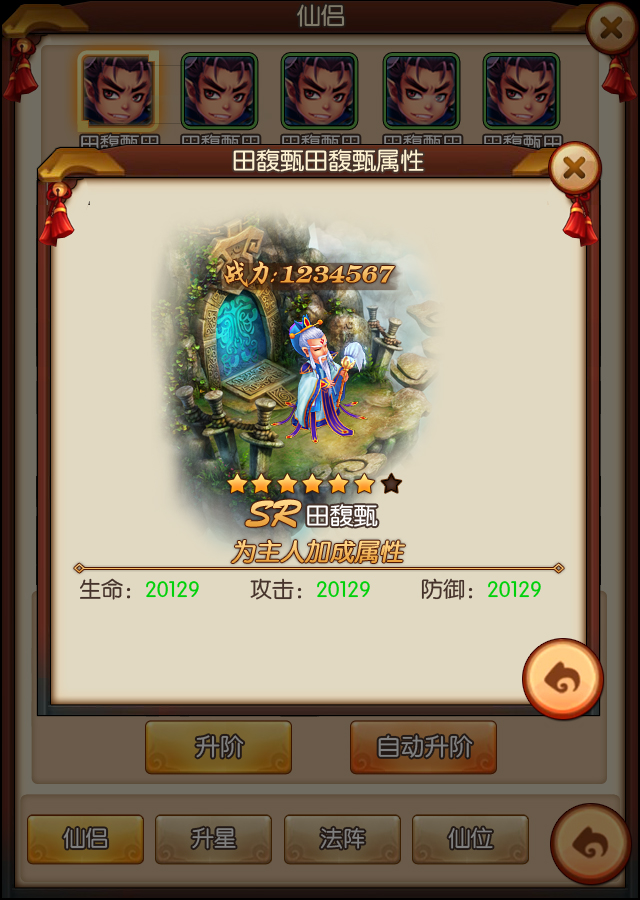 仙侣
田馥甄田 田馥甄田 田馥甄田 田馥甄田 田馥甄田
田馥甄田馥甄属性
战力:1234567
SR 田馥甄
为主人加成属性
生命: 20129 攻击: 20129 防御: 20129
升阶 自动升阶
仙侣 升星 法阵 仙位